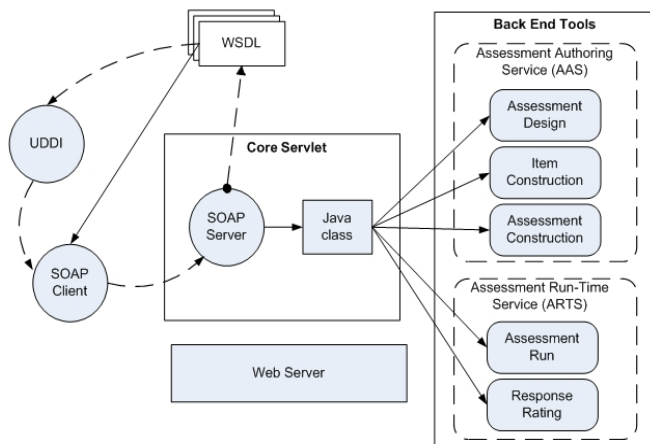 WSDL
UDDI
SOAP
Client
Core Servlet
SOAP
Server
Java
class
Web Server
Back End Tools
Assessment Authoring
Service (AAS)
Assessment
Design
Item
Construction
Assessment
Construction
Assessment Run-Time
Service (ARTS)
Assessment
Run
Response
Rating